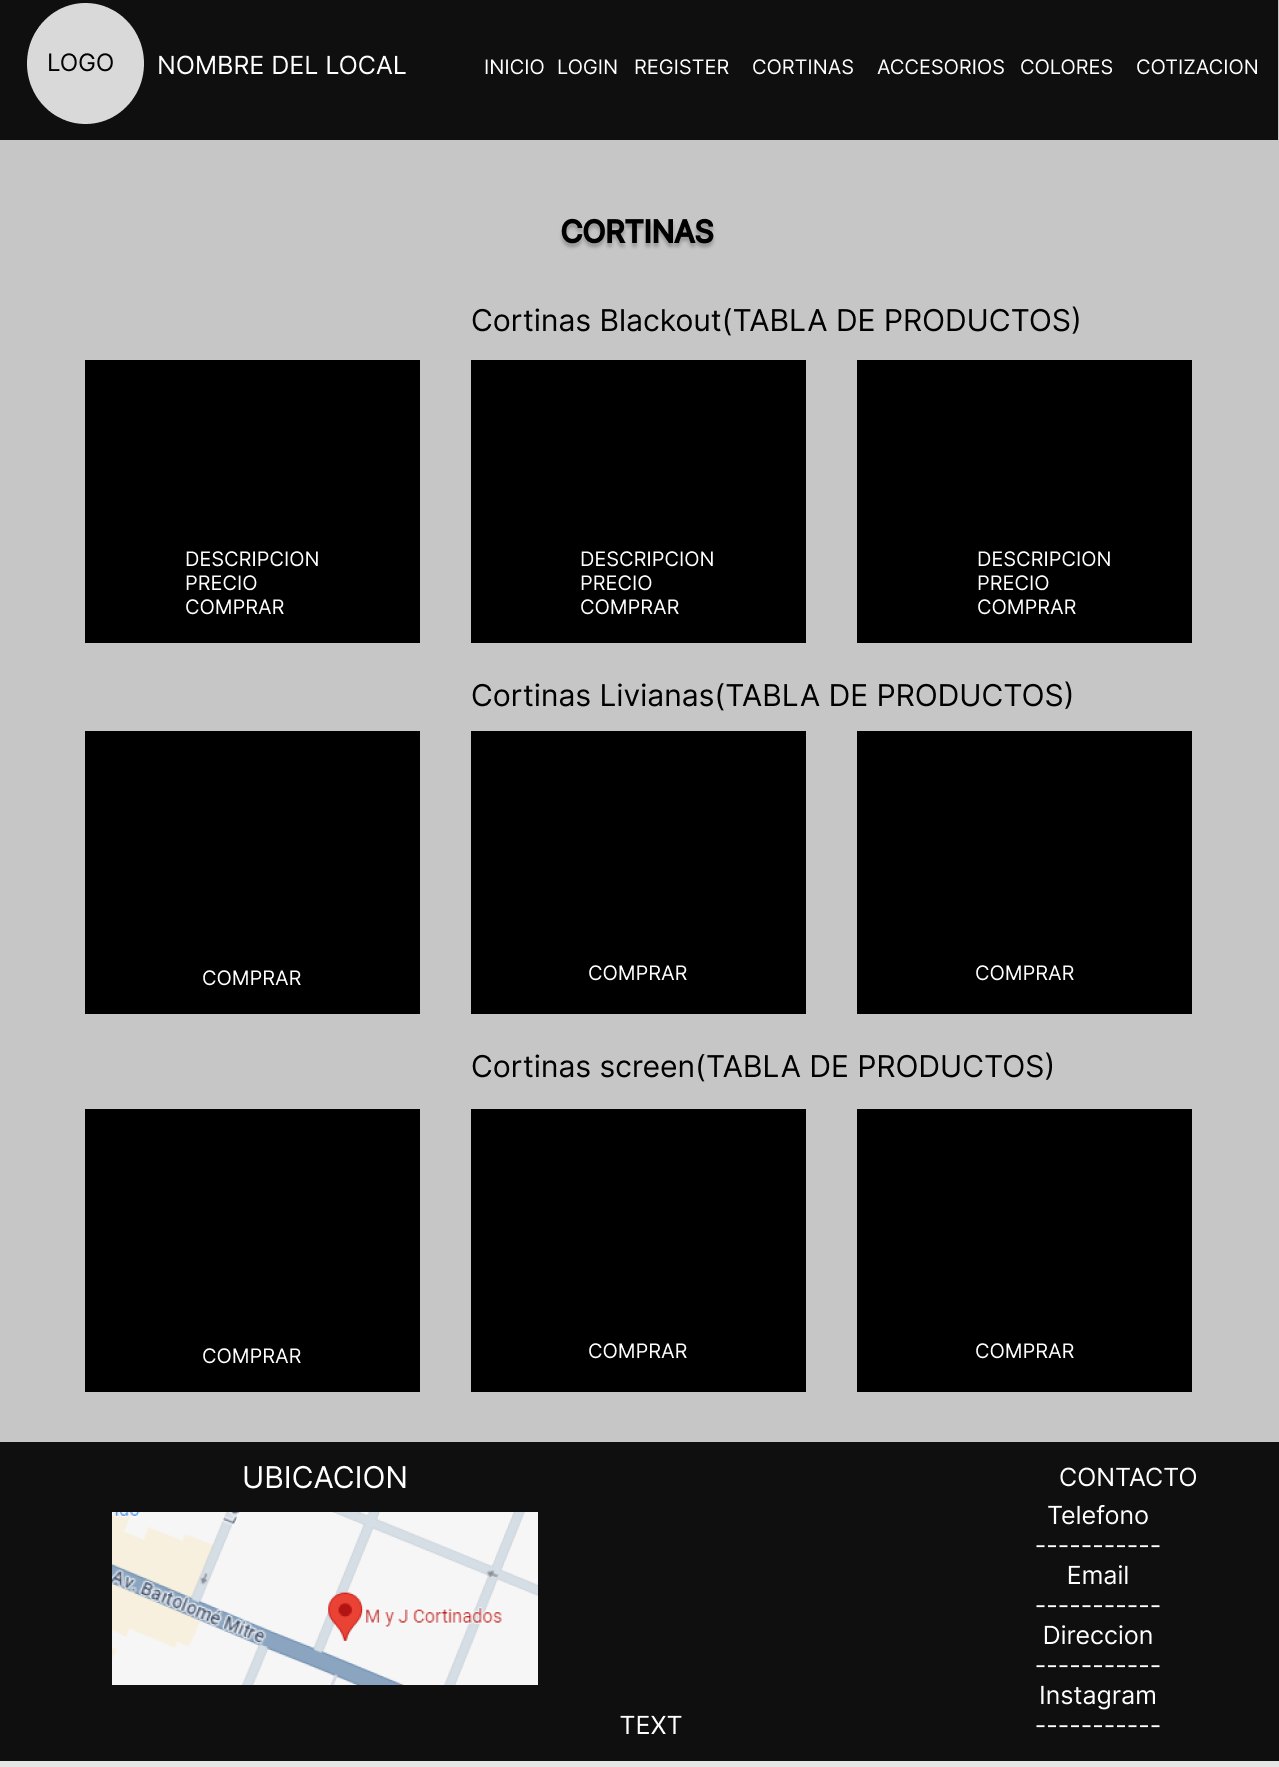 LOGO
NOMBRE DEL LOCAL
INICIO LOGIN REGISTER CORTINAS ACCESORIOS COLORES COTIZACION
CORTINAS
Cortinas Blackout(TABLA DE PRODUCTOS)
DESCRIPCION
PRECIO
COMPRAR
DESCRIPCION
PRECIO
COMPRAR
DESCRIPCION
PRECIO
COMPRAR
Cortinas Livianas(TABLA DE PRODUCTOS)
COMPRAR
COMPRAR
COMPRAR
Cortinas screen(TABLA DE PRODUCTOS)
COMPRAR
COMPRAR
COMPRAR
UBICACION
Av. Bartolomé Mitre
M y J Cortinados
TEXT
CONTACTO
Telefono
-----------
Email
-----------
Direccion
-----------
Instagram
-----------